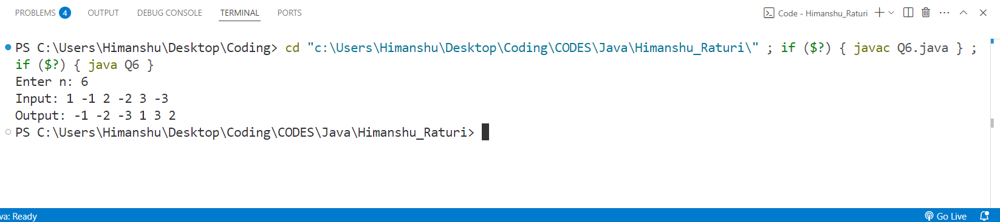 PROBLEMS 4 OUTPUT DEBUG CONSOLE TERMINAL PORTS Code - Himanshu_Raturi
PS C:\Users\Himanshu\Desktop\Coding> cd "c:\Users\Himanshu\Desktop\Coding\CODES\Java\Himanshu_Raturi\" ; if ($?) { javac Q6.java } ;
if ($?) { java Q6 }
Enter n: 6
Input: 1 -1 2 -2 3 -3
Output: -1 -2 -3 1 3 2
PS C:\Users\Himanshu\Desktop\Coding\CODES\Java\Himanshu_Raturi>
va: Ready Go Live